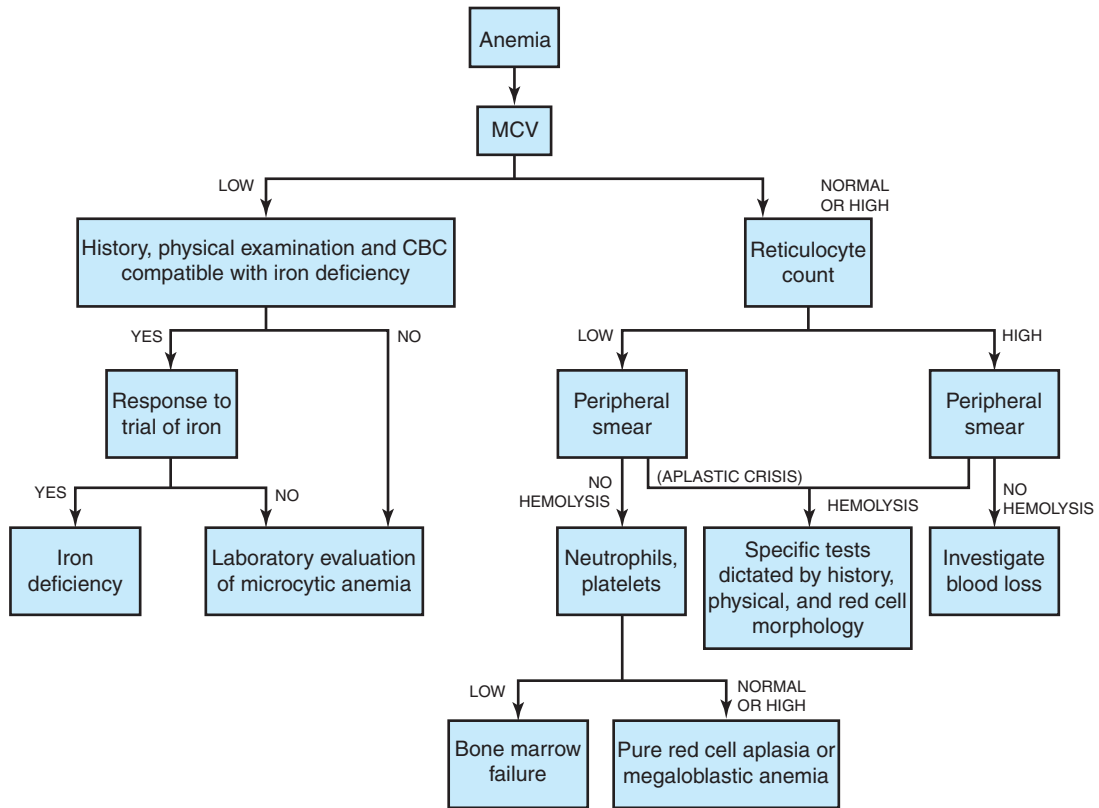 Anemia
MCV
LOW
NORMAL
OR HIGH
History, physical examination and CBC
compatible with iron deficiency
Reticulocyte
count
YES
NO
LOW
HIGH
Response to
trial of iron
Peripheral
smear
Peripheral
smear
YES
NO
NO
HEMOLYSIS
(APLASTIC CRISIS)
HEMOLYSIS
NO
HEMOLYSIS
Iron
deficiency
Laboratory evaluation
of microcytic anemia
Neutrophils,
platelets
Specific tests
dictated by history,
physical, and red cell
morphology
Investigate
blood loss
LOW
NORMAL
OR HIGH
Bone marrow
failure
Pure red cell aplasia or
megaloblastic anemia